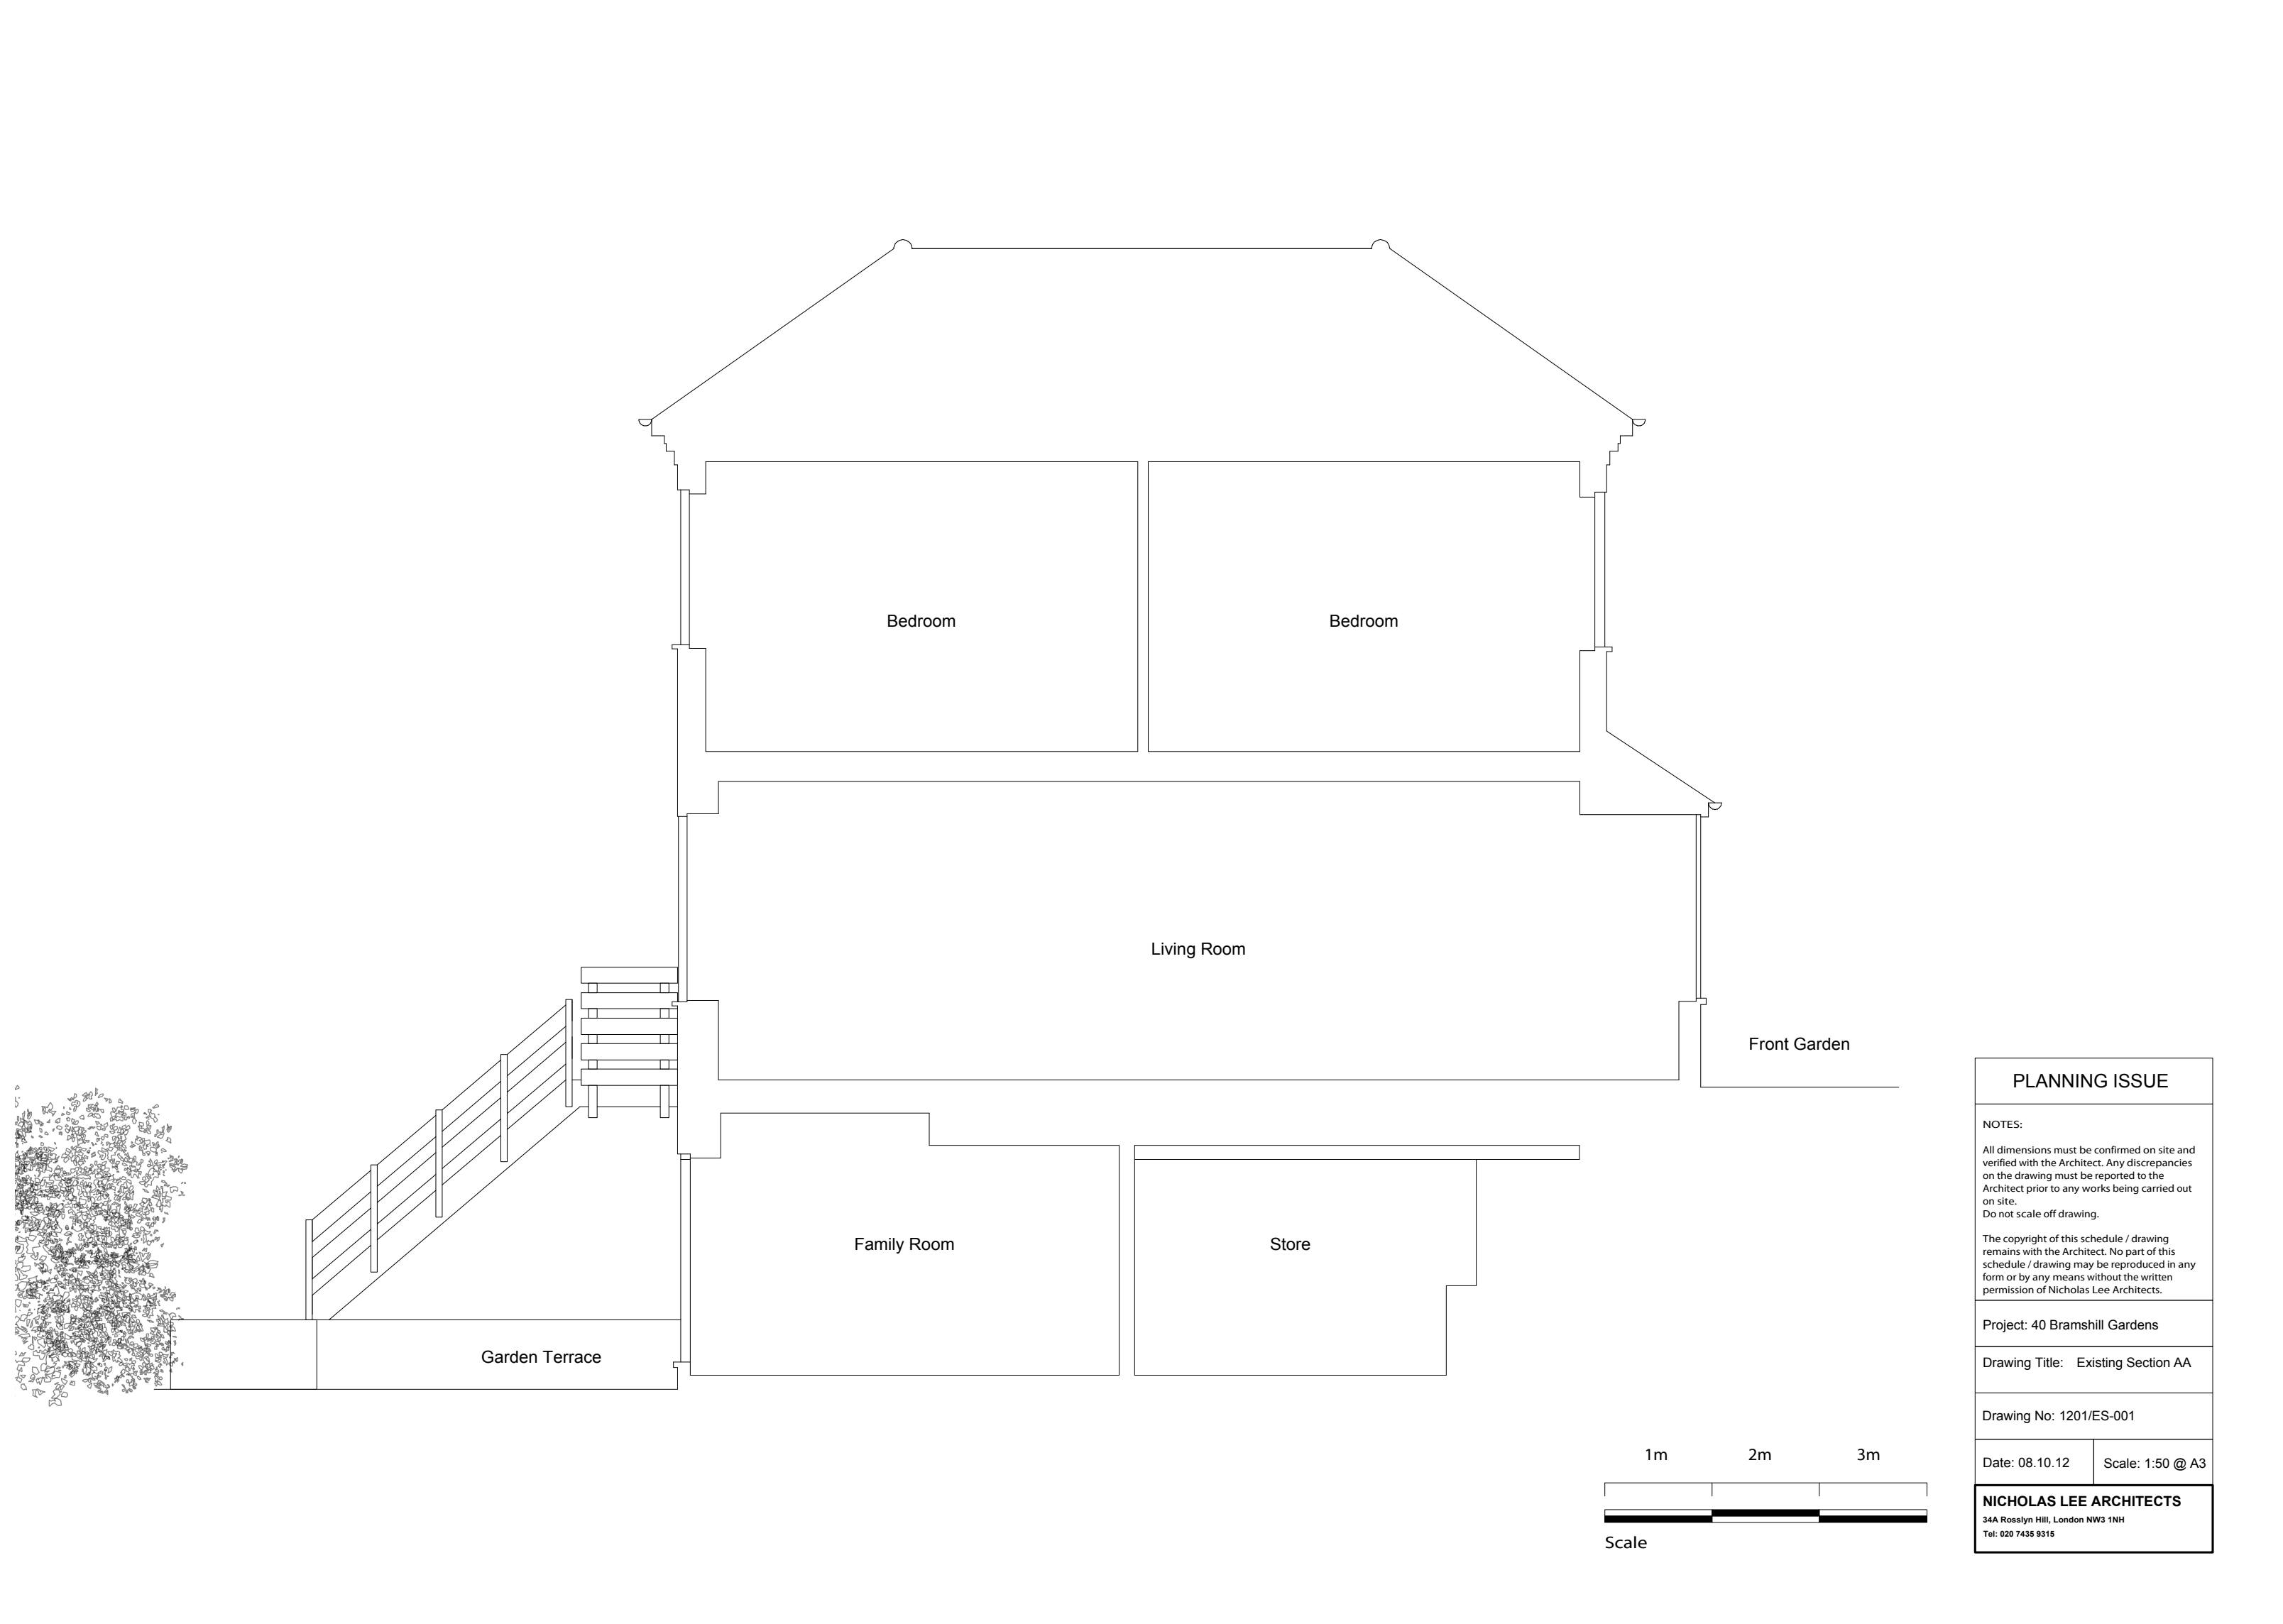 Bedroom
Bedroom
Living Room
Front Garden
Family Room
Store
Garden Terrace
1m
2m
3m
Scale
PLANNING ISSUE
NOTES:
All dimensions must be confirmed on site and
verified with the Architect. Any discrepancies
on the drawing must be reported to the
Architect prior to any works being carried out
on site.
Do not scale off drawing.
The copyright of this schedule / drawing
remains with the Architect. No part of this
schedule / drawing may be reproduced in any
form or by any means without the written
permission of Nicholas Lee Architects.
Project: 40 Bramshill Gardens
Drawing Title: Existing Section AA
Drawing No: 1201/ES-001
Date: 08.10.12
Scale: 1:50 @ A3
NICHOLAS LEE ARCHITECTS
34A Rosslyn Hill, London NW3 1NH
Tel: 020 7435 9315